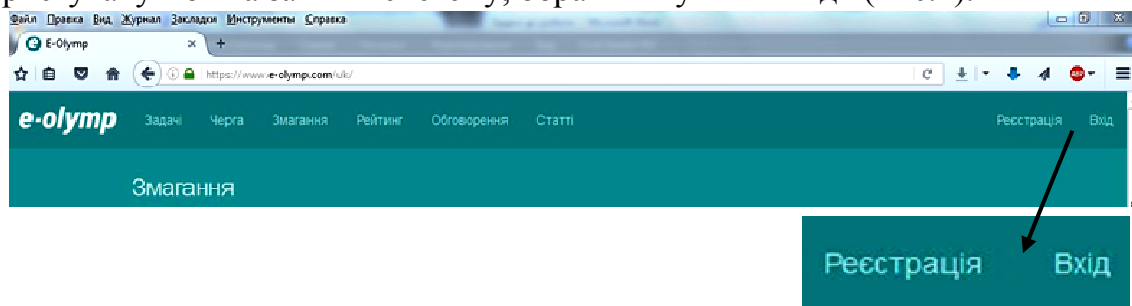 Файл Правка Вид Журнал Закладки Инструменты Справка
E-Olymp
https://www.e-olymp.com/uk/
ABP
e-olymp Задачі Черга Змагання Рейтинг Обговорення Статті Реєстрація Вхід
Змагання
Реєстрація Вхід